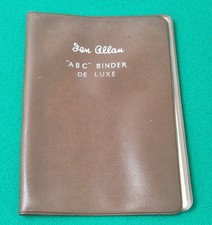 Ian Allan
"ABC" BINDER
DE LUXE